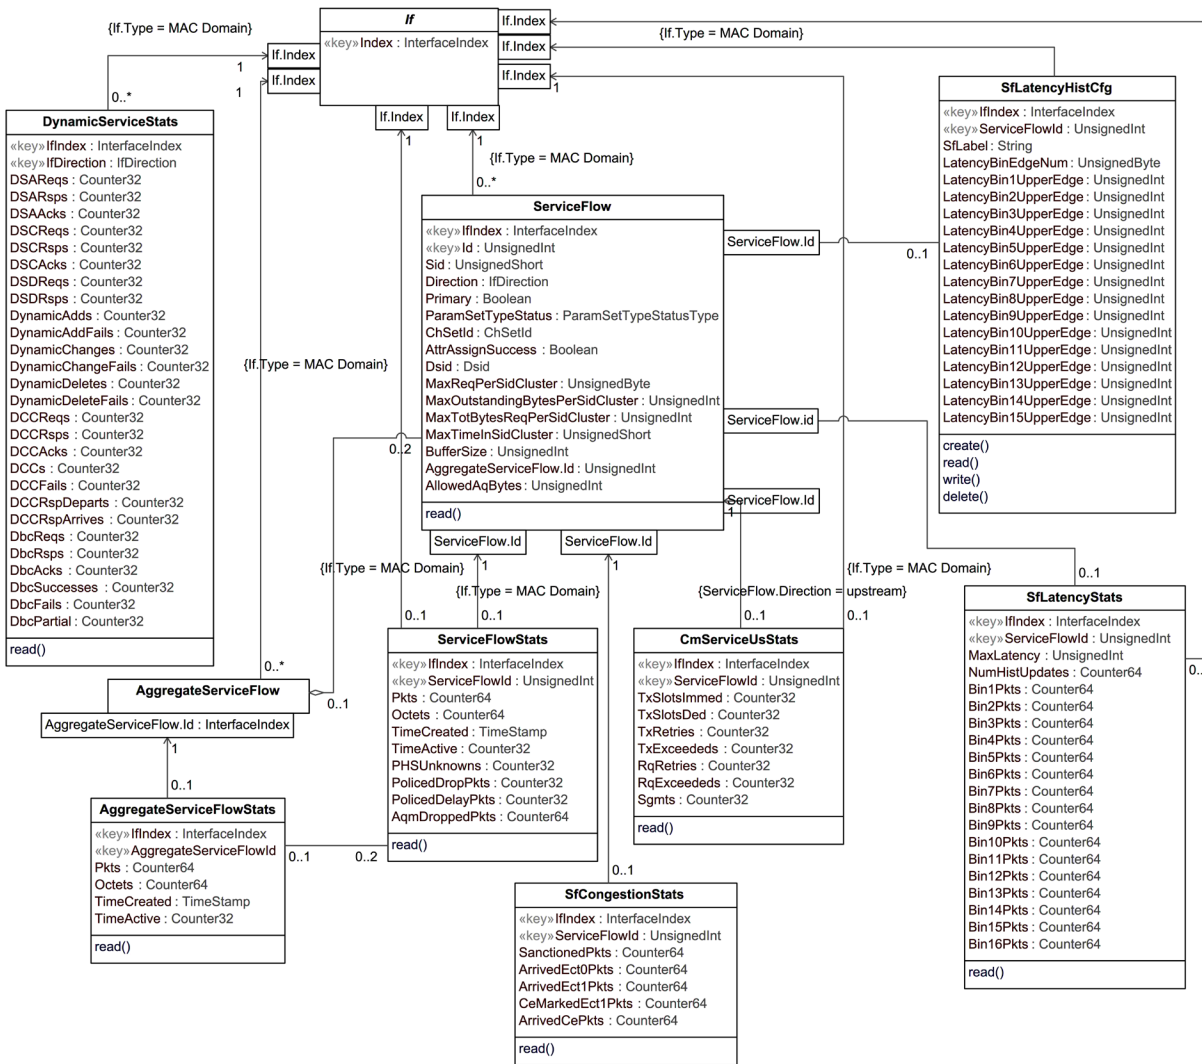 If
«key»Index : InterfaceIndex
If.Index
If.Index
If.Index
If.Index
If.Index
If.Index
If.Index
{If.Type = MAC Domain}
1
1
0..*
{If.Type = MAC Domain}
1
1
1
{If.Type = MAC Domain}
0..*
DynamicServiceStats
«key»IfIndex : InterfaceIndex
«key»IfDirection : IfDirection
DSAReqs : Counter32
DSARsps : Counter32
DSAAcks : Counter32
DSCReqs : Counter32
DSCRsps : Counter32
DSCAcks : Counter32
DSDReqs : Counter32
DSDRsps : Counter32
DynamicAdds : Counter32
DynamicAddFails : Counter32
DynamicChanges : Counter32
DynamicChangeFails : Counter32
DynamicDeletes : Counter32
DynamicDeleteFails : Counter32
DCCReqs : Counter32
DCCRsps : Counter32
DCCAcks : Counter32
DCCs : Counter32
DCCFails : Counter32
DCCRspDeparts : Counter32
DCCRspArrives : Counter32
DbcReqs : Counter32
DbcRsps : Counter32
DbcAcks : Counter32
DbcSuccesses : Counter32
DbcFails : Counter32
DbcPartial : Counter32
read()
{If.Type = MAC Domain}
ServiceFlow
«key»IfIndex : InterfaceIndex
«key»Id : UnsignedInt
Sid : UnsignedShort
Direction : IfDirection
Primary : Boolean
ParamSetTypeStatus : ParamSetTypeStatusType
ChSetId : ChSetId
AttrAssignSuccess : Boolean
Dsid : Dsid
MaxReqPerSidCluster : UnsignedByte
MaxOutstandingBytesPerSidCluster : UnsignedInt
MaxTotBytesReqPerSidCluster : UnsignedInt
MaxTimeInSidCluster : UnsignedShort
BufferSize : UnsignedInt
AggregateServiceFlow.Id : UnsignedInt
AllowedAqBytes : UnsignedInt
read()
0..2
ServiceFlow.Id
ServiceFlow.id
ServiceFlow.Id
ServiceFlow.Id
ServiceFlow.Id
0..1
1
1
1
SfLatencyHistCfg
«key»IfIndex : InterfaceIndex
«key»ServiceFlowId : UnsignedInt
SfLabel : String
LatencyBinEdgeNum : UnsignedByte
LatencyBin1UpperEdge : UnsignedInt
LatencyBin2UpperEdge : UnsignedInt
LatencyBin3UpperEdge : UnsignedInt
LatencyBin4UpperEdge : UnsignedInt
LatencyBin5UpperEdge : UnsignedInt
LatencyBin6UpperEdge : UnsignedInt
LatencyBin7UpperEdge : UnsignedInt
LatencyBin8UpperEdge : UnsignedInt
LatencyBin9UpperEdge : UnsignedInt
LatencyBin10UpperEdge : UnsignedInt
LatencyBin11UpperEdge : UnsignedInt
LatencyBin12UpperEdge : UnsignedInt
LatencyBin13UpperEdge : UnsignedInt
LatencyBin14UpperEdge : UnsignedInt
LatencyBin15UpperEdge : UnsignedInt
create()
read()
write()
delete()
{If.Type = MAC Domain}
{If.Type = MAC Domain}
{ServiceFlow.Direction = upstream}
{If.Type = MAC Domain}
0..1
0..1
0..1
0..1
0..1
0..*
AggregateServiceFlow
0..1
AggregateServiceFlow.Id : InterfaceIndex
1
0..1
AggregateServiceFlowStats
«key»IfIndex : InterfaceIndex
«key»AggregateServiceFlowId
Pkts : Counter64
Octets : Counter64
TimeCreated : TimeStamp
TimeActive : Counter32
read()
0..1
0..2
ServiceFlowStats
«key»IfIndex : InterfaceIndex
«key»ServiceFlowId : UnsignedInt
Pkts : Counter64
Octets : Counter64
TimeCreated : TimeStamp
TimeActive : Counter32
PHSUnknowns : Counter32
PolicedDropPkts : Counter32
PolicedDelayPkts : Counter32
AqmDroppedPkts : Counter64
read()
CmServiceUsStats
«key»IfIndex : InterfaceIndex
«key»ServiceFlowId : UnsignedInt
TxSlotsImmed : Counter32
TxSlotsDed : Counter32
TxRetries : Counter32
TxExceededs : Counter32
RqRetries : Counter32
RqExceededs : Counter32
Sgmts : Counter32
read()
SfLatencyStats
«key»IfIndex : InterfaceIndex
«key»ServiceFlowId : UnsignedInt
MaxLatency : UnsignedInt
NumHistUpdates : Counter64
Bin1Pkts : Counter64
Bin2Pkts : Counter64
Bin3Pkts : Counter64
Bin4Pkts : Counter64
Bin5Pkts : Counter64
Bin6Pkts : Counter64
Bin7Pkts : Counter64
Bin8Pkts : Counter64
Bin9Pkts : Counter64
Bin10Pkts : Counter64
Bin11Pkts : Counter64
Bin12Pkts : Counter64
Bin13Pkts : Counter64
Bin14Pkts : Counter64
Bin15Pkts : Counter64
Bin16Pkts : Counter64
read()
0..
0..1
SfCongestionStats
«key»IfIndex : InterfaceIndex
«key»ServiceFlowId : UnsignedInt
SanctionedPkts : Counter64
ArrivedEct0Pkts : Counter64
ArrivedEct1Pkts : Counter64
CeMarkedEct1Pkts : Counter64
ArrivedCePkts : Counter64
read()